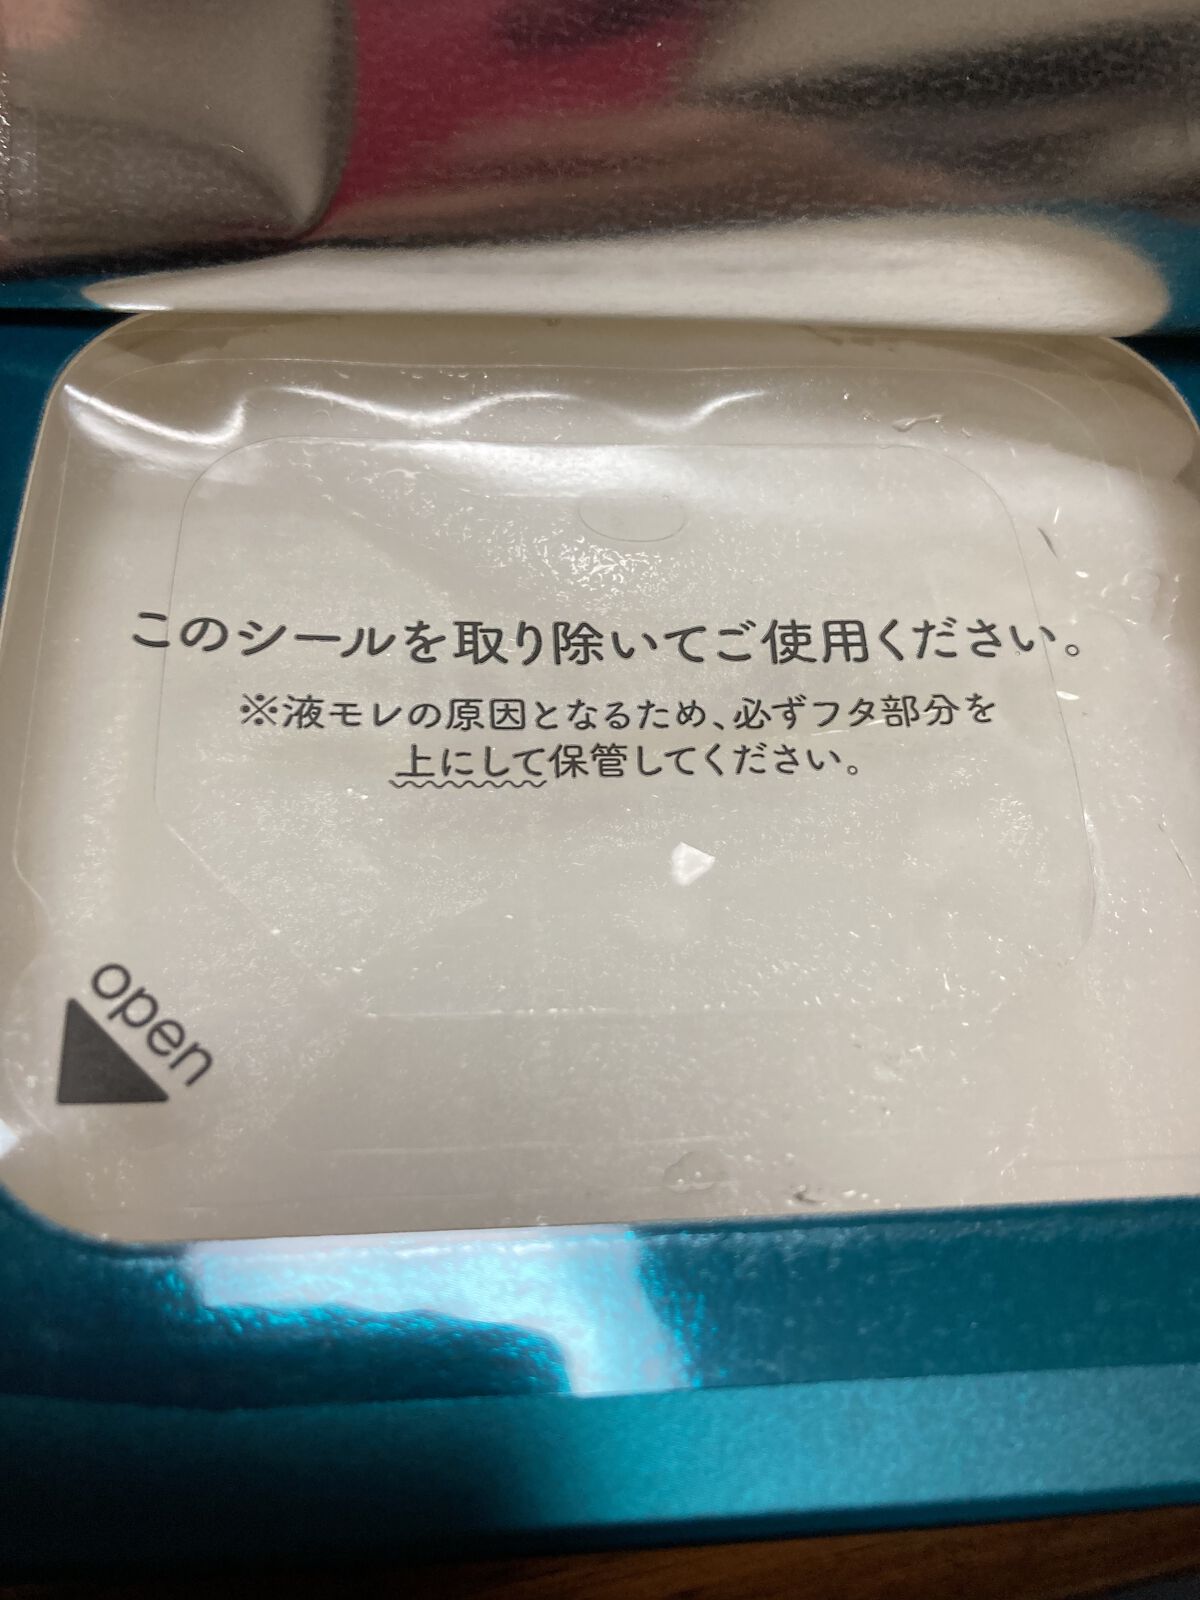 このシールを取り除いてご使用ください。
※液モレの原因となるため、必ずフタ部分を
上にして保管してください。
open